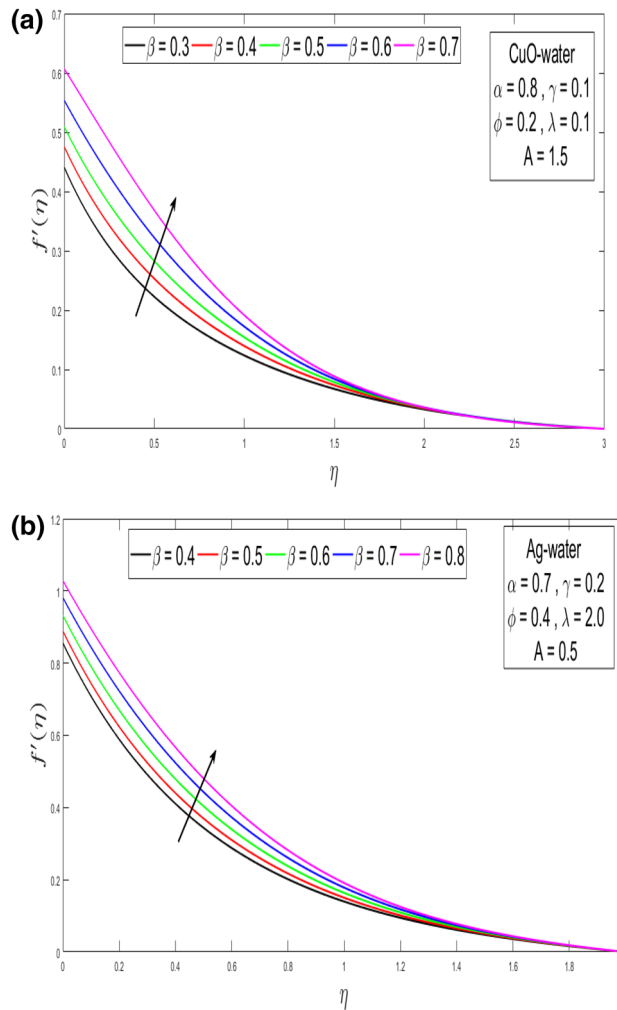 (a)
β = 0.3 β = 0.4 β = 0.5 β = 0.6 β = 0.7
CuO-water
α = 0.8 , γ = 0.1
ϕ = 0.2 , λ = 0.1
A = 1.5
0.7
0.6
0.5
0.4
0.3
0.2
0.1
0
f′(η)
0 0.5 1 1.5 2 2.5 3
η
(b)
β = 0.4 β = 0.5 β = 0.6 β = 0.7 β = 0.8
Ag-water
α = 0.7 , γ = 0.2
ϕ = 0.4 , λ = 2.0
A = 0.5
1.2
1
0.8
0.6
0.4
0.2
0
f′(η)
0 0.2 0.4 0.6 0.8 1 1.2 1.4 1.6 1.8
η